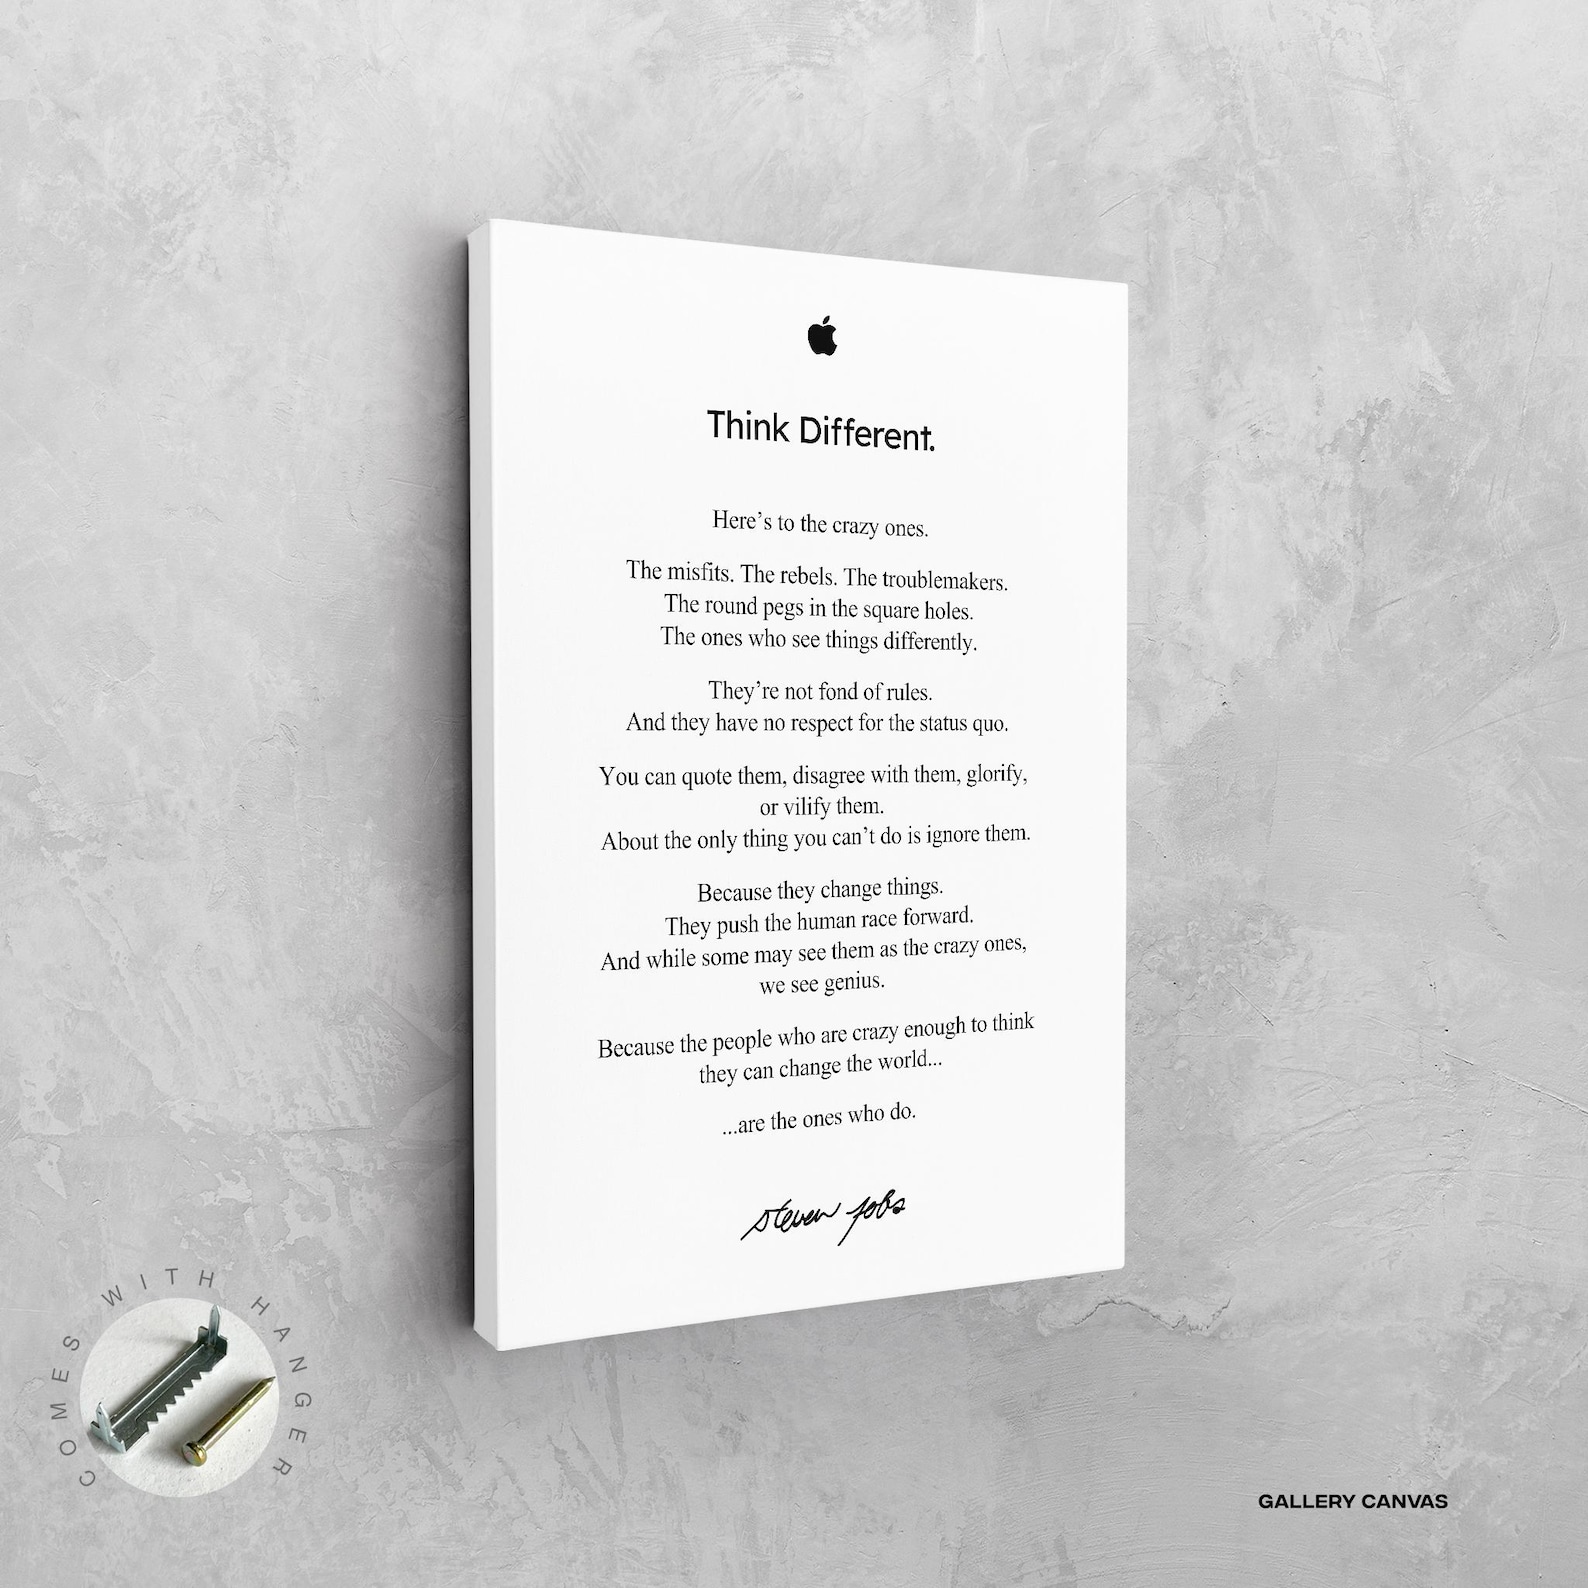 Think Different.
Here’s to the crazy ones.
The misfits. The rebels. The troublemakers.
The round pegs in the square holes.
The ones who see things differently.
They’re not fond of rules.
And they have no respect for the status quo.
You can quote them, disagree with them, glorify,
or vilify them.
About the only thing you can’t do is ignore them.
Because they change things.
They push the human race forward.
And while some may see them as the crazy ones,
we see genius.
Because the people who are crazy enough to think
they can change the world...
...are the ones who do.
steven jobs
COMES WITH HANGER
GALLERY CANVAS